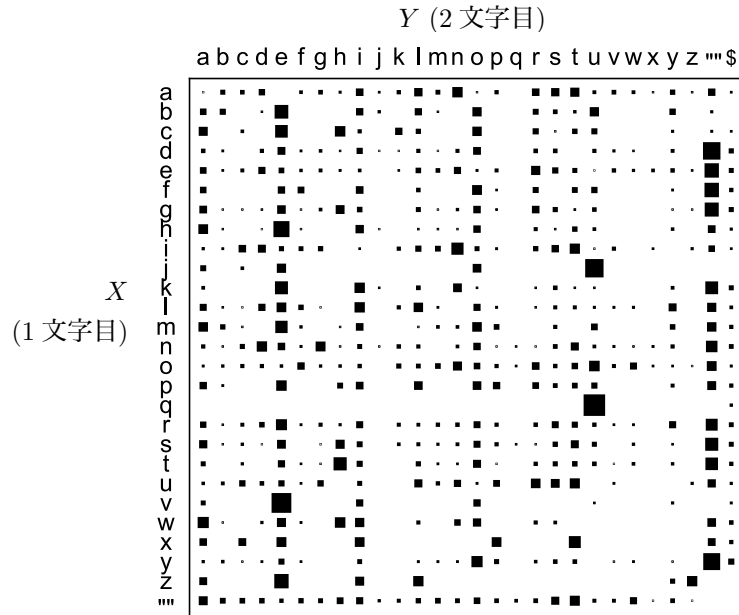 Y (2 文字目)
a b c d e f g h i j k l m n o p q r s t u v w x y z "" $
X
(1 文字目)
a
b
c
d
e
f
g
h
i
j
k
l
m
n
o
p
q
r
s
t
u
v
w
x
y
z
""